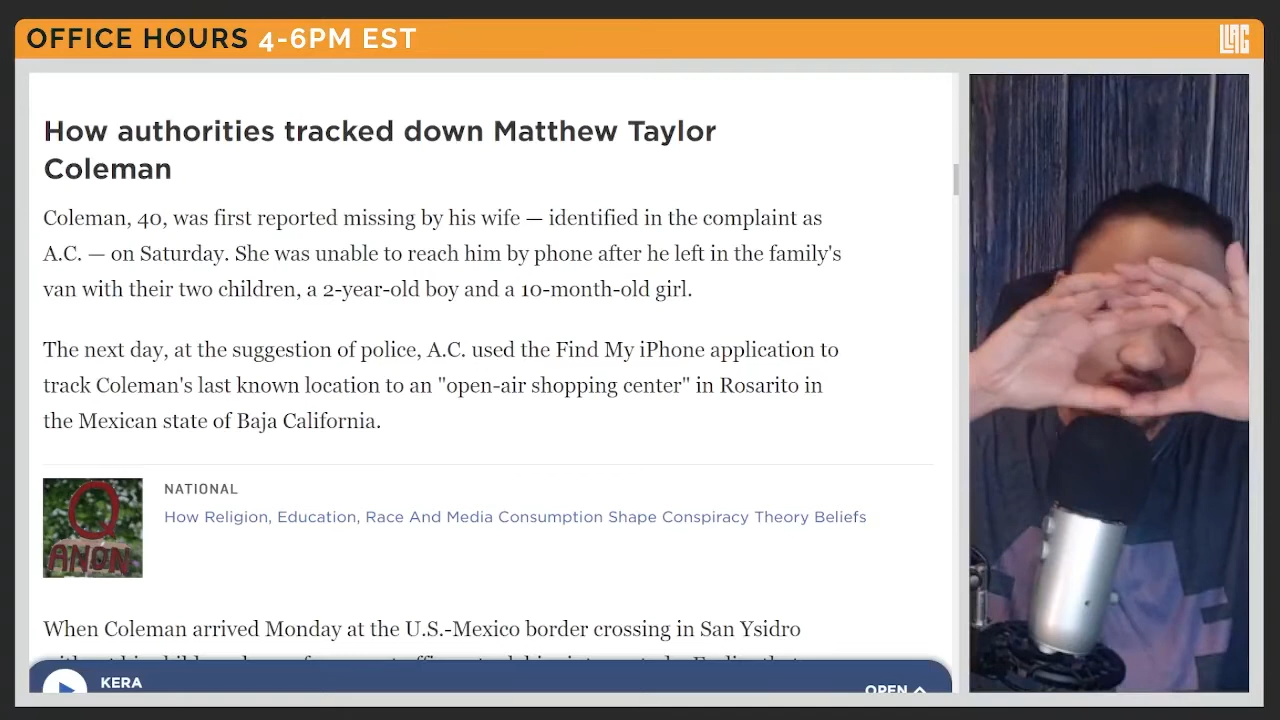 OFFICE HOURS 4-6PM EST
LLAG
How authorities tracked down Matthew Taylor
Coleman
Coleman, 40, was first reported missing by his wife — identified in the complaint as
A.C. — on Saturday. She was unable to reach him by phone after he left in the family's
van with their two children, a 2-year-old boy and a 10-month-old girl.
The next day, at the suggestion of police, A.C. used the Find My iPhone application to
track Coleman's last known location to an "open-air shopping center" in Rosarito in
the Mexican state of Baja California.
Q
ANON
NATIONAL
How Religion, Education, Race And Media Consumption Shape Conspiracy Theory Beliefs
When Coleman arrived Monday at the U.S.-Mexico border crossing in San Ysidro
KERA
OPEN